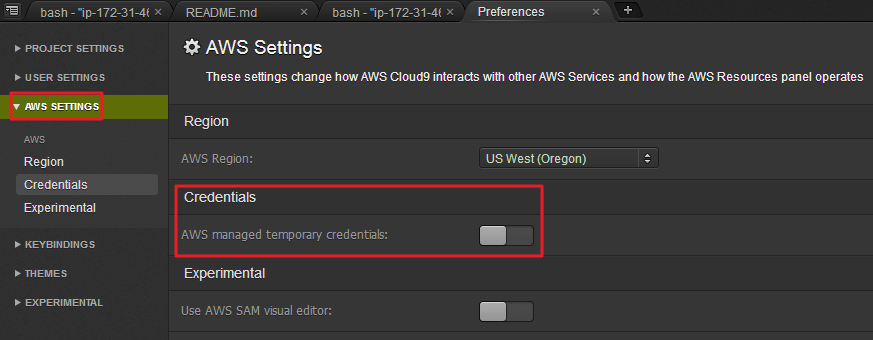 bash - "ip-172-31-46
README.md
bash - "ip-172-31-46
Preferences
PROJECT SETTINGS
USER SETTINGS
AWS SETTINGS
AWS
Region
Credentials
Experimental
KEYBINDINGS
THEMES
EXPERIMENTAL
AWS Settings
These settings change how AWS Cloud9 interacts with other AWS Services and how the AWS Resources panel operates
Region
AWS Region:
US West (Oregon)
Credentials
AWS managed temporary credentials:
Experimental
Use AWS SAM visual editor: